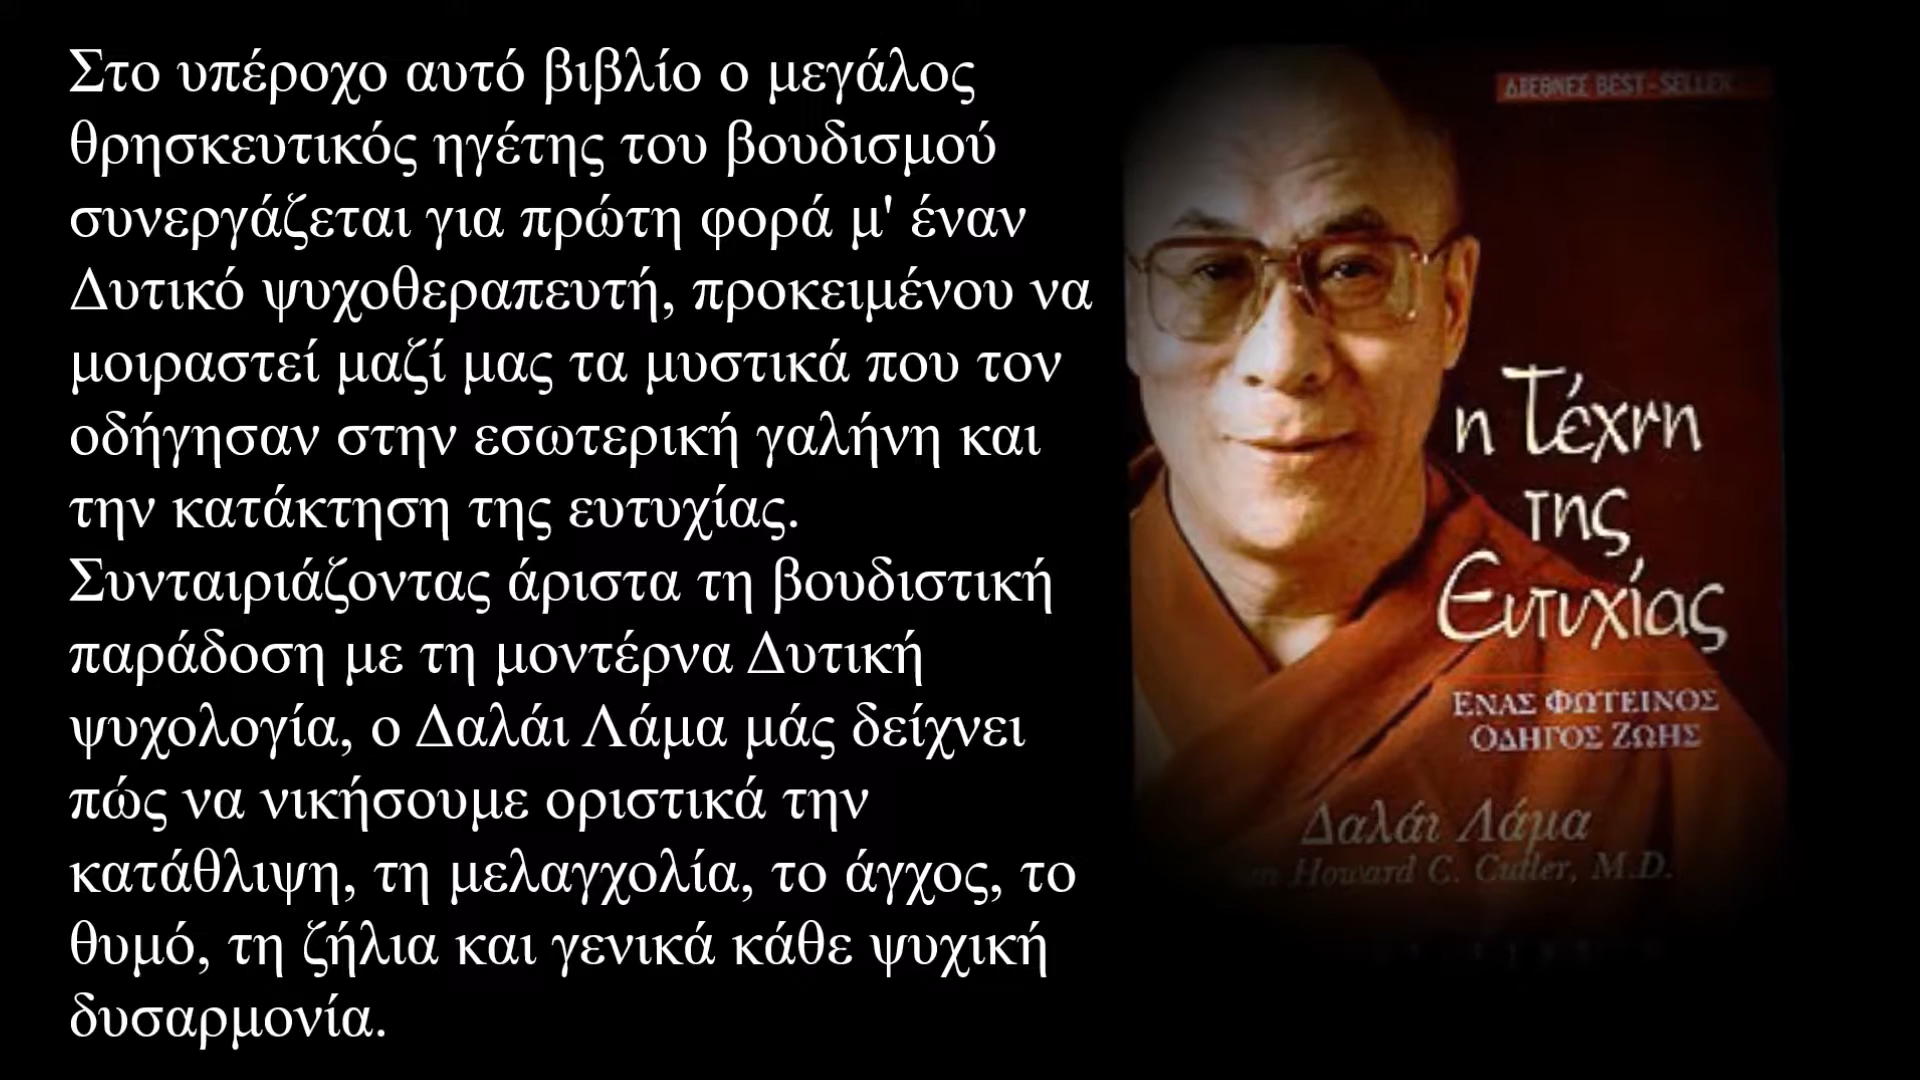 Στο υπέροχο αυτό βιβλίο ο μεγάλος
θρησκευτικός ηγέτης του βουδισμού
συνεργάζεται για πρώτη φορά μ' έναν
Δυτικό ψυχοθεραπευτή, προκειμένου να
μοιραστεί μαζί μας τα μυστικά που τον
οδήγησαν στην εσωτερική γαλήνη και
την κατάκτηση της ευτυχίας.
Συνταιριάζοντας άριστα τη βουδιστική
παράδοση με τη μοντέρνα Δυτική
ψυχολογία, ο Δαλάι Λάμα μάς δείχνει
πώς να νικήσουμε οριστικά την
κατάθλιψη, τη μελαγχολία, το άγχος, το
θυμό, τη ζήλια και γενικά κάθε ψυχική
δυσαρμονία.
ΔΙΕΘΝΕΣ BEST-SELLER
η Τέχνη
της
Ευτυχίας
ΕΝΑΣ ΦΩΤΕΙΝΟΣ
ΟΔΗΓΟΣ ΖΩΗΣ
Δαλάι Λάμα
Howard C. Cutler, M.D.